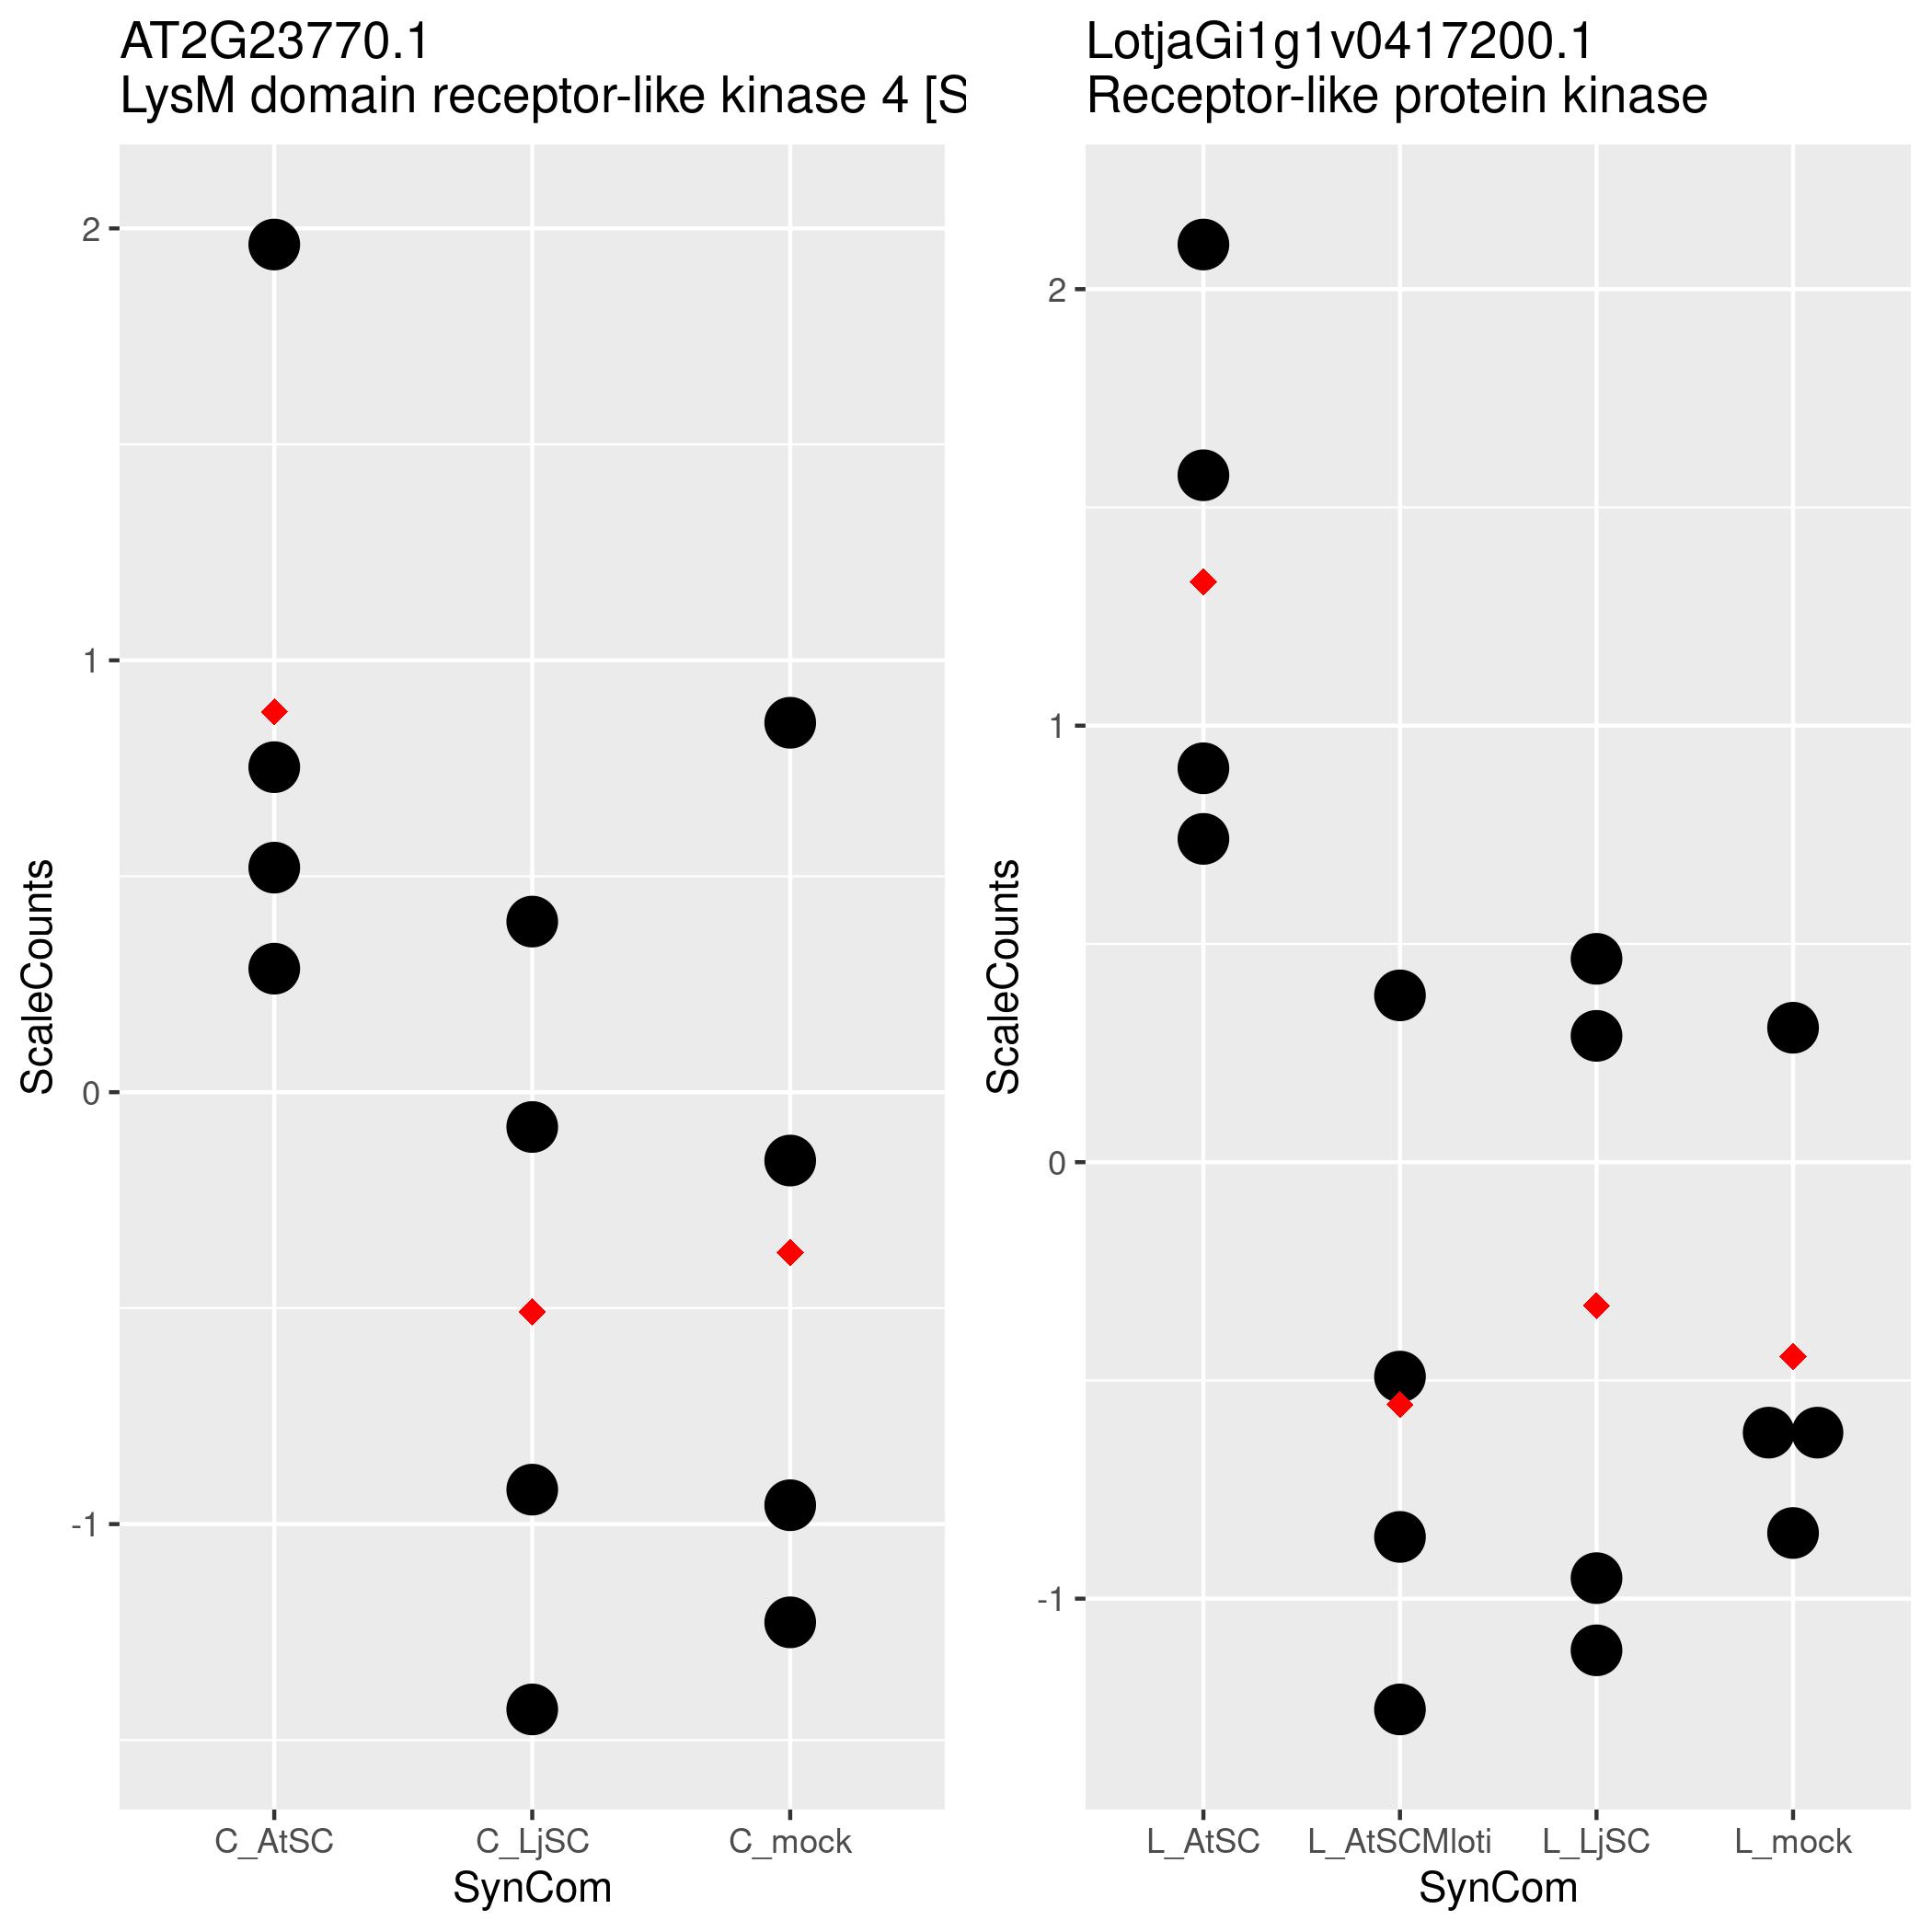 AT2G23770.1
LysM domain receptor-like kinase 4 [S
ScaleCounts
2
1
0
-1
C_AtSC
C_LjSC
C_mock
SynCom
LotjaGi1g1v0417200.1
Receptor-like protein kinase
ScaleCounts
2
1
0
-1
L_AtSC
L_AtSCMloti
L_LjSC
L_mock
SynCom